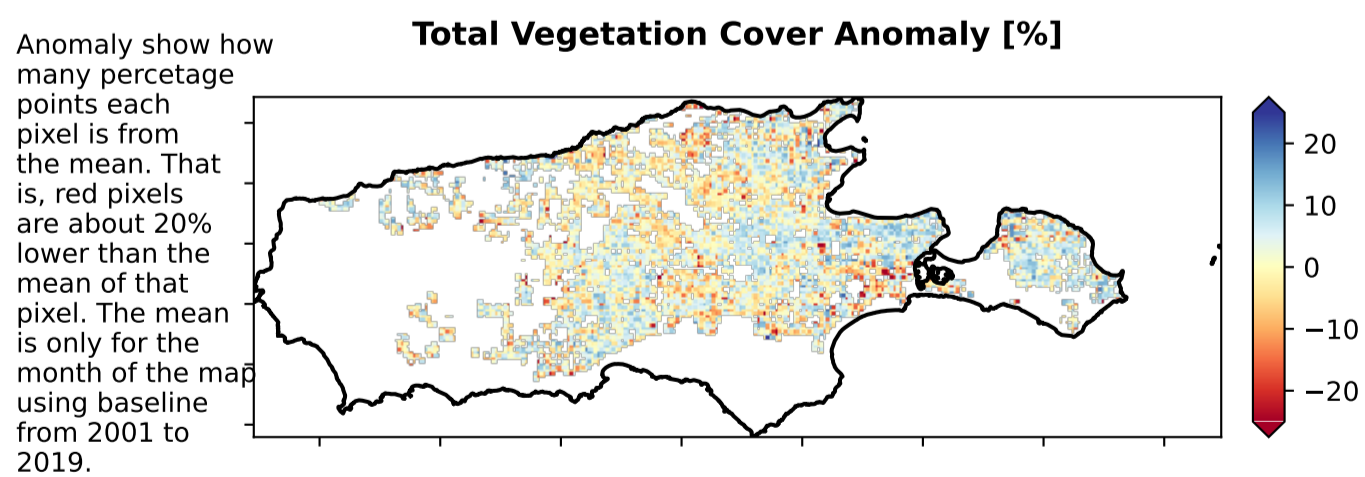 Total Vegetation Cover Anomaly [%]
Anomaly show how
many percetage
points each
pixel is from
the mean. That
is, red pixels
are about 20%
lower than the
mean of that
pixel. The mean
is only for the
month of the map
using baseline
from 2001 to
2019.
20
10
0
−10
−20